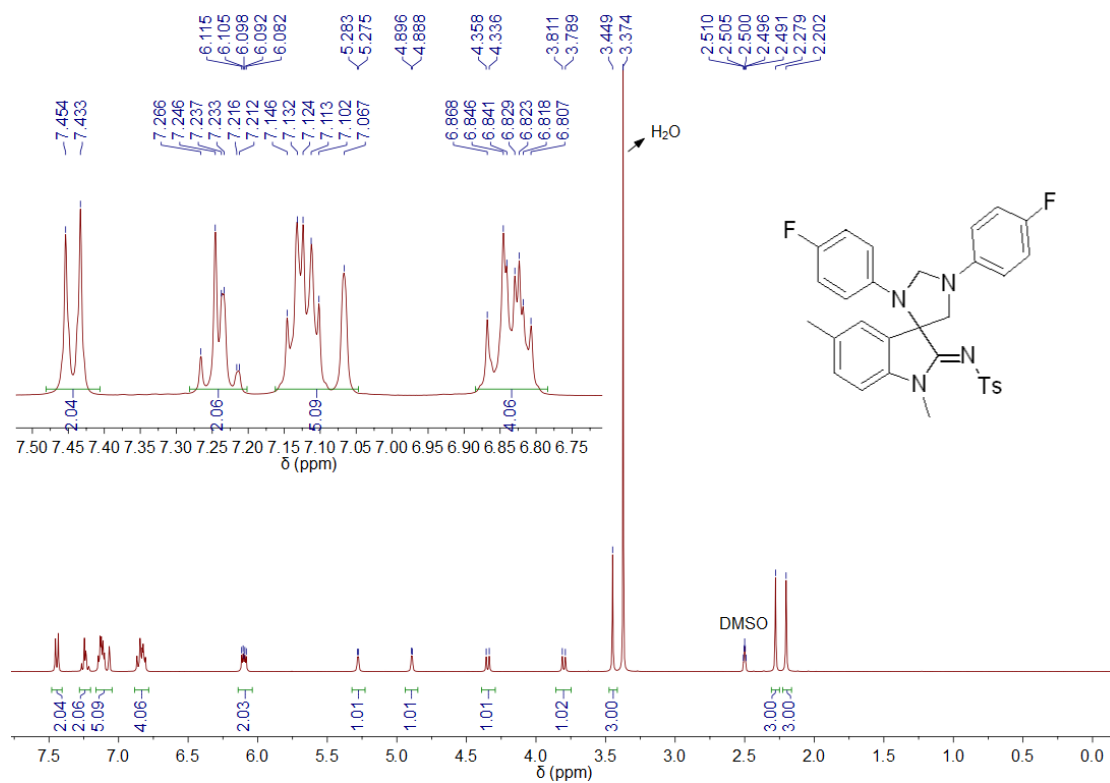 6.115 6.105 6.098 6.092 6.082 5.283 5.275 4.896 4.888 4.358 4.336 3.811 3.789 3.449 3.374 2.510 2.505 2.500 2.496 2.491 2.279 2.202
7.454 7.433 7.266 7.246 7.237 7.233 7.216 7.212 7.146 7.132 7.124 7.113 7.102 7.067 6.868 6.846 6.841 6.829 6.823 6.818 6.807
H₂O
F F
N N
N
N Ts
2.04 2.06 5.09 4.06
7.50 7.45 7.40 7.35 7.30 7.25 7.20 7.15 7.10 7.05 7.00 6.95 6.90 6.85 6.80 6.75
δ (ppm)
DMSO
2.04 2.06 5.09 4.06 2.03 1.01 1.01 1.01 1.02 3.00 3.00 3.00
7.5 7.0 6.5 6.0 5.5 5.0 4.5 4.0 3.5 3.0 2.5 2.0 1.5 1.0 0.5 0.0
δ (ppm)